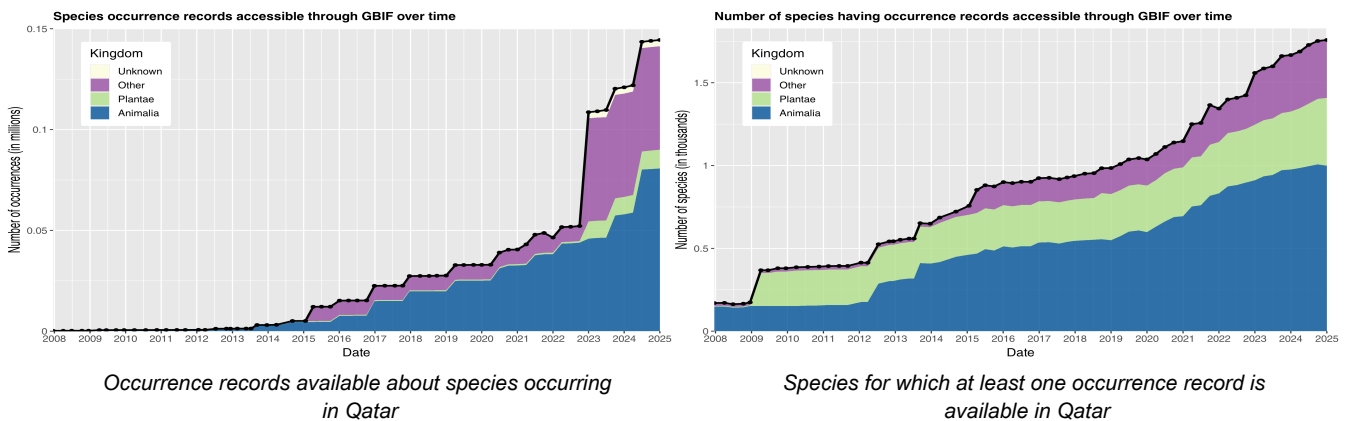 Species occurrence records accessible through GBIF over time
Number of occurrences (in millions)
0.15
0.1
0.05
0
Kingdom
Unknown
Other
Plantae
Animalia
2008 2009 2010 2011 2012 2013 2014 2015 2016 2017 2018 2019 2020 2021 2022 2023 2024 2025
Date
Occurrence records available about species occurring
in Qatar
Number of species having occurrence records accessible through GBIF over time
Number of species (in thousands)
1.5
1
0.5
0
Kingdom
Unknown
Other
Plantae
Animalia
2008 2009 2010 2011 2012 2013 2014 2015 2016 2017 2018 2019 2020 2021 2022 2023 2024 2025
Date
Species for which at least one occurrence record is
available in Qatar